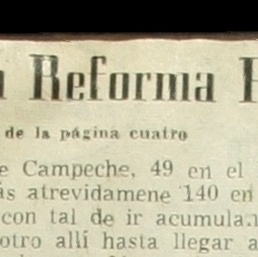 Reforma
de la página cuatro
Campeche, 49 en el
atrevidamene 140 en
con tal de ir acumula
otro allí hasta llegar a